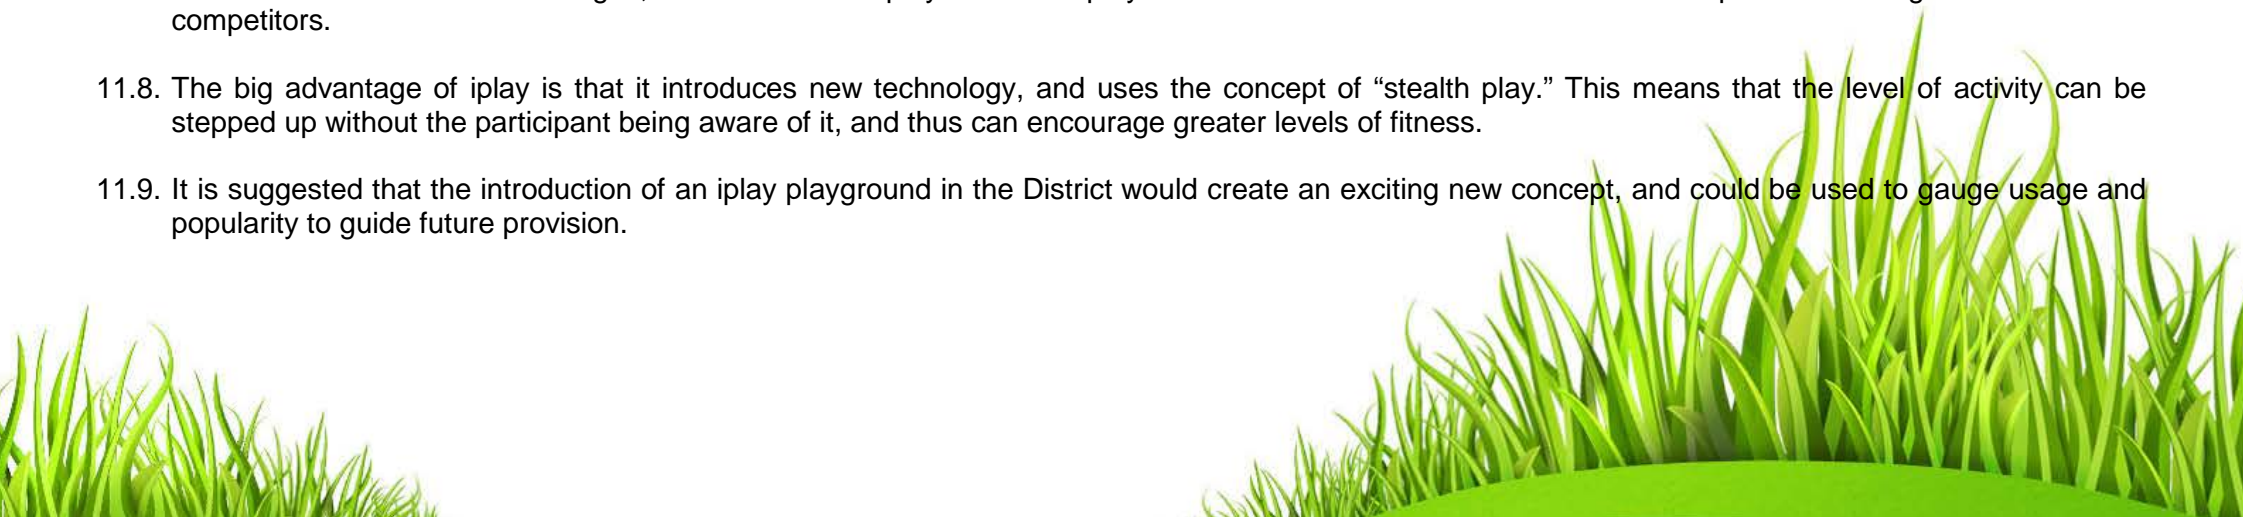 competitors.
11.8. The big advantage of iplay is that it introduces new technology, and uses the concept of “stealth play.” This means that the level of activity can be
stepped up without the participant being aware of it, and thus can encourage greater levels of fitness.
11.9. It is suggested that the introduction of an iplay playground in the District would create an exciting new concept, and could be used to gauge usage and
popularity to guide future provision.